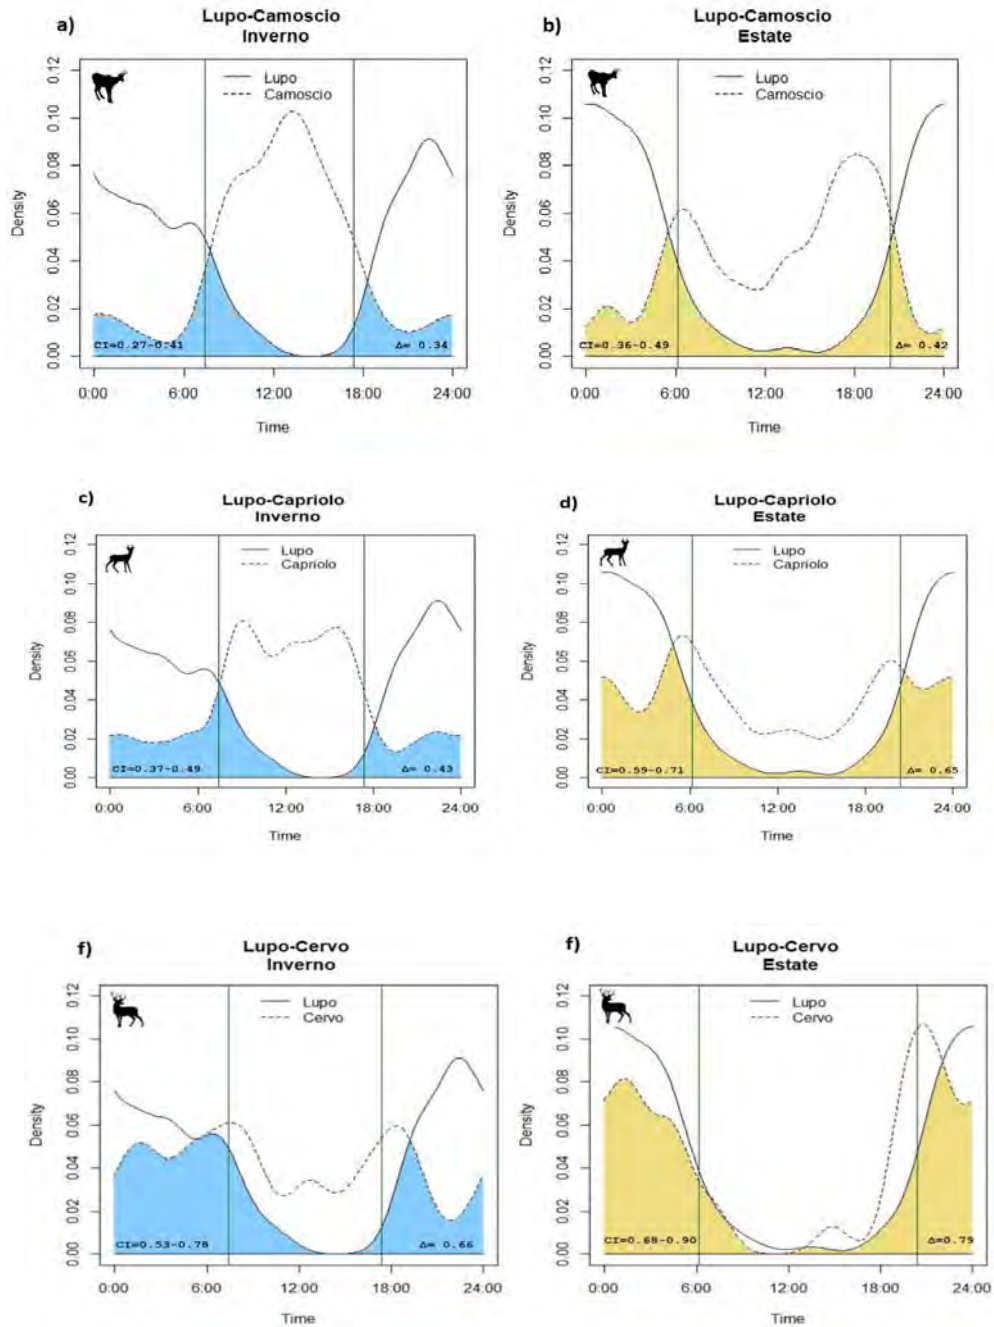 a)
Lupo-Camoscio
Inverno
Lupo
Camoscio
Density
0.00 0.02 0.04 0.06 0.08 0.10 0.12
CI=0.27-0.41
Δ= 0.34
0:00 6:00 12:00 18:00 24:00
Time
b)
Lupo-Camoscio
Estate
Lupo
Camoscio
Density
0.00 0.02 0.04 0.06 0.08 0.10 0.12
CI=0.36-0.49
Δ= 0.42
0:00 6:00 12:00 18:00 24:00
Time
c)
Lupo-Capriolo
Inverno
Lupo
Capriolo
Density
0.00 0.02 0.04 0.06 0.08 0.10 0.12
CI=0.37-0.49
Δ= 0.43
0:00 6:00 12:00 18:00 24:00
Time
d)
Lupo-Capriolo
Estate
Lupo
Capriolo
Density
0.00 0.02 0.04 0.06 0.08 0.10 0.12
CI=0.59-0.71
Δ= 0.65
0:00 6:00 12:00 18:00 24:00
Time
f)
Lupo-Cervo
Inverno
Lupo
Cervo
Density
0.00 0.02 0.04 0.06 0.08 0.10 0.12
CI=0.53-0.78
Δ= 0.66
0:00 6:00 12:00 18:00 24:00
Time
f)
Lupo-Cervo
Estate
Lupo
Cervo
Density
0.00 0.02 0.04 0.06 0.08 0.10 0.12
CI=0.68-0.90
Δ=0.79
0:00 6:00 12:00 18:00 24:00
Time